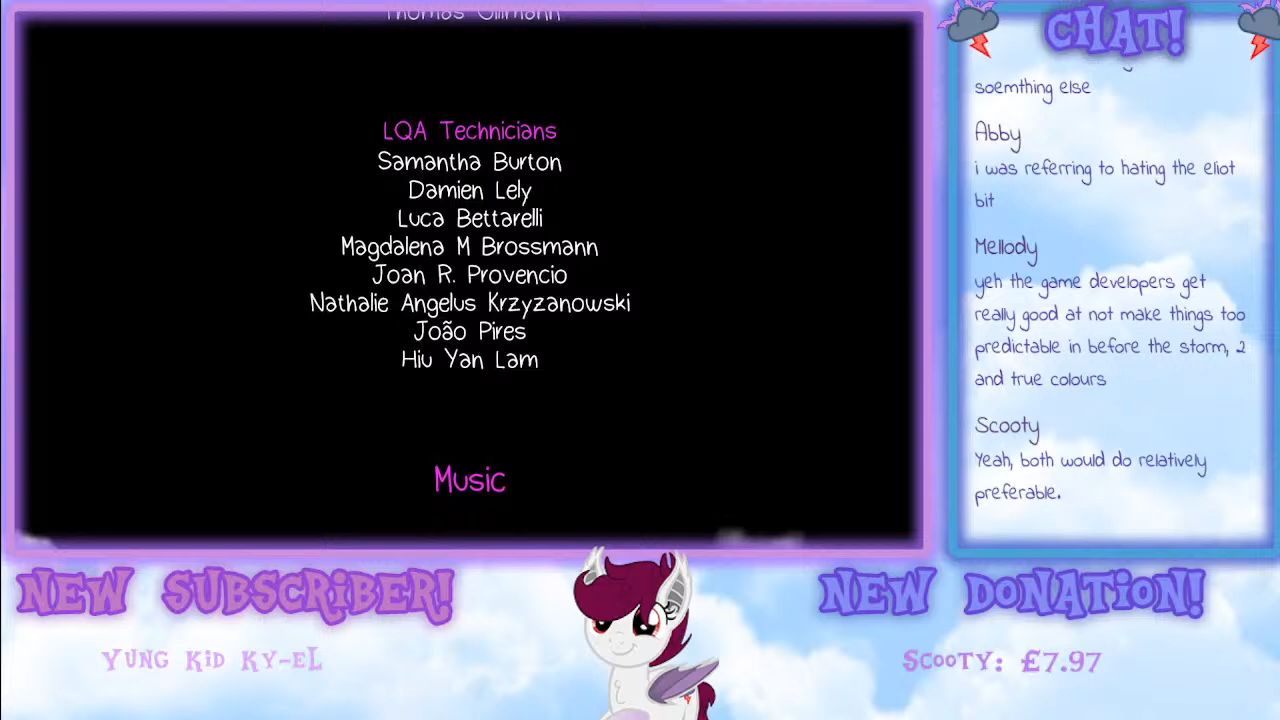 LQA Technicians
Samantha Burton
Damien Lely
Luca Bettarelli
Magdalena M Brossmann
Joan R. Provencio
Nathalie Angelus Krzyzanowski
João Pires
Hiu Yan Lam
Music
CHAT!
soemthing else
Abby
i was referring to hating the eliot
bit
Mellody
yeh the game developers get
really good at not make things too
predictable in before the storm, 2
and true colours
Scooty
Yeah, both would do relatively
preferable.
NEW SUBSCRIBER!
YUNG KID KY-EL
NEW DONATION!
SCOOTY: £7.97